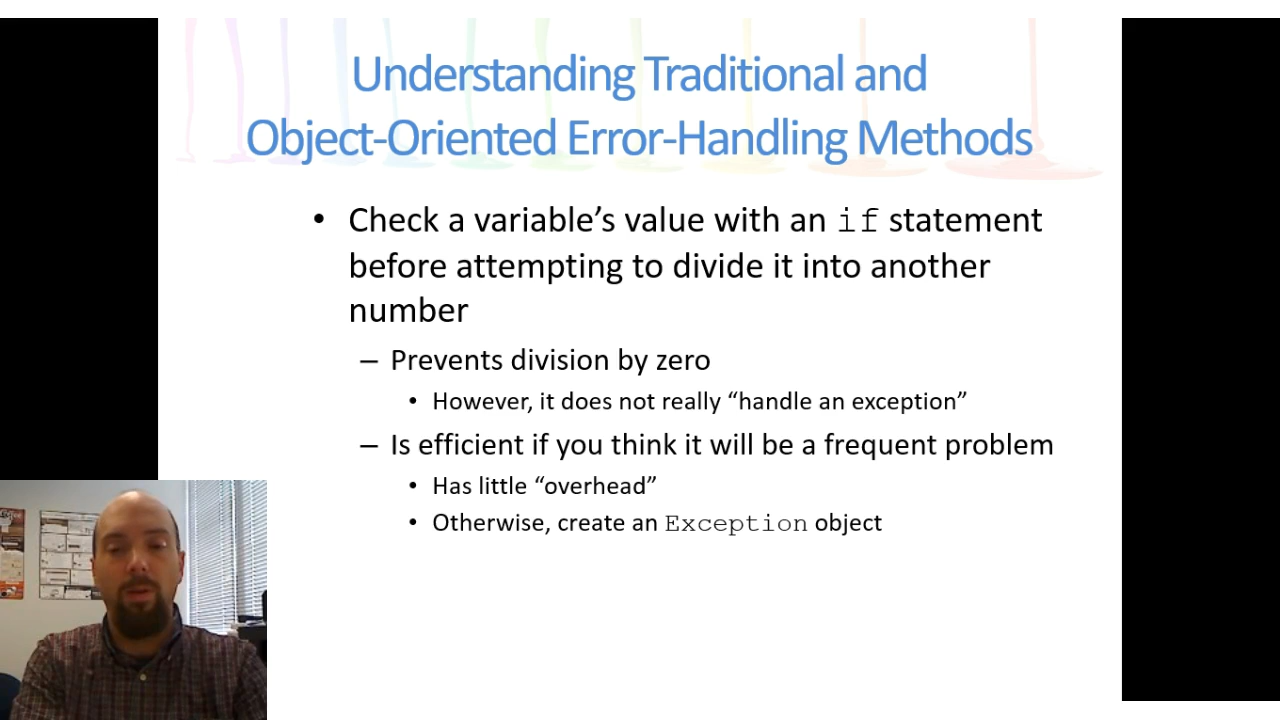 Understanding Traditional and
Object-Oriented Error-Handling Methods
• Check a variable’s value with an if statement
before attempting to divide it into another
number
– Prevents division by zero
• However, it does not really “handle an exception”
– Is efficient if you think it will be a frequent problem
• Has little “overhead”
• Otherwise, create an Exception object